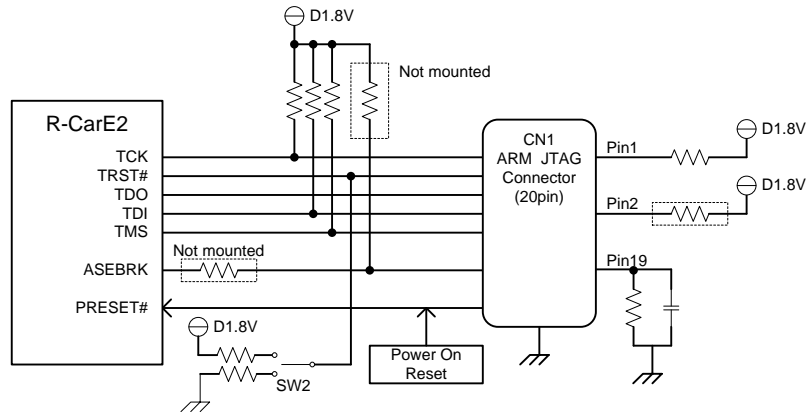 D1.8V
Not mounted
R-CarE2
TCK
TRST#
TDO
TDI
TMS
ASEBRK
PRESET#
Not mounted
CN1
ARM JTAG
Connector
(20pin)
Pin1
D1.8V
Pin2
D1.8V
Pin19
D1.8V
SW2
Power On
Reset